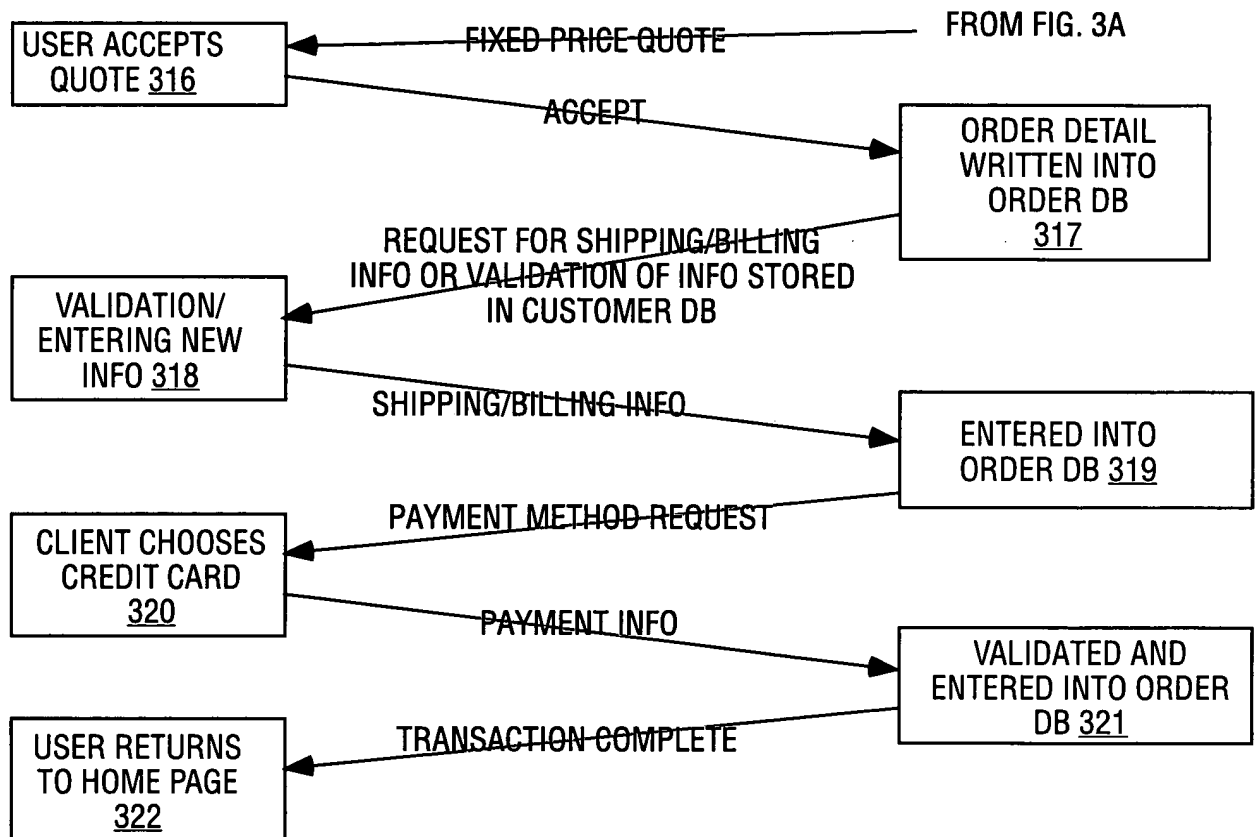 FROM FIG. 3A
FIXED PRICE QUOTE
USER ACCEPTS
QUOTE 316
ACCEPT
ORDER DETAIL
WRITTEN INTO
ORDER DB
317
REQUEST FOR SHIPPING/BILLING
INFO OR VALIDATION OF INFO STORED
IN CUSTOMER DB
VALIDATION/
ENTERING NEW
INFO 318
SHIPPING/BILLING INFO
ENTERED INTO
ORDER DB 319
PAYMENT METHOD REQUEST
CLIENT CHOOSES
CREDIT CARD
320
PAYMENT INFO
VALIDATED AND
ENTERED INTO ORDER
DB 321
TRANSACTION COMPLETE
USER RETURNS
TO HOME PAGE
322